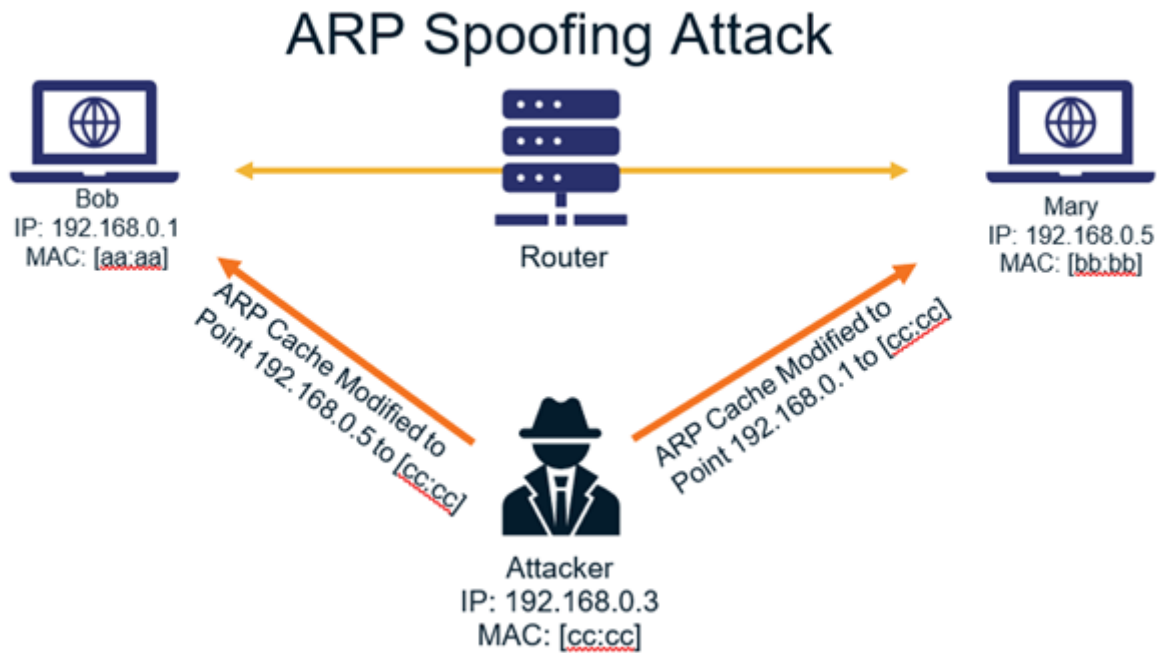 ARP Spoofing Attack
Bob
IP: 192.168.0.1
MAC: [aa:aa]
Router
Mary
IP: 192.168.0.5
MAC: [bb:bb]
ARP Cache Modified to
Point 192.168.0.5 to [cc:cc]
ARP Cache Modified to
Point 192.168.0.1 to [cc:cc]
Attacker
IP: 192.168.0.3
MAC: [cc:cc]